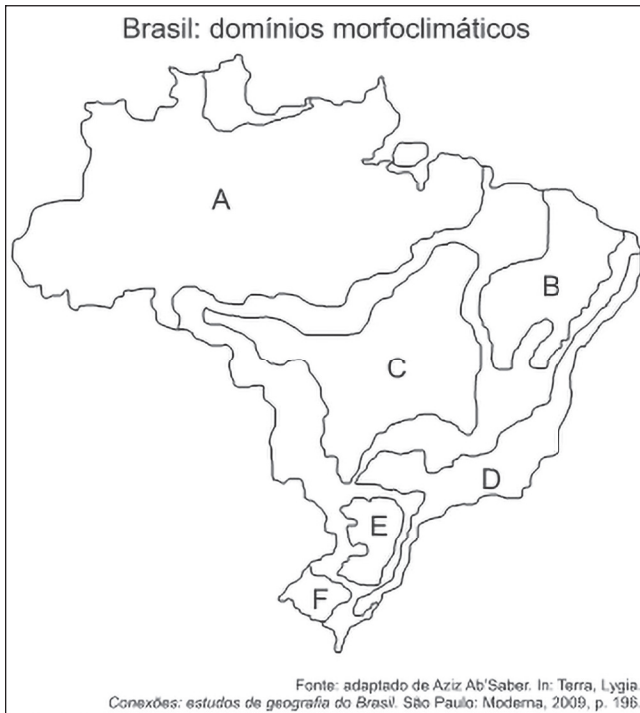 Brasil: domínios morfoclimáticos
A
B
C
D
E
F
Fonte: adaptado de Aziz Ab'Saber. In: Terra, Lygia.
Conexões: estudos de geografia do Brasil. São Paulo: Moderna, 2009, p. 196.